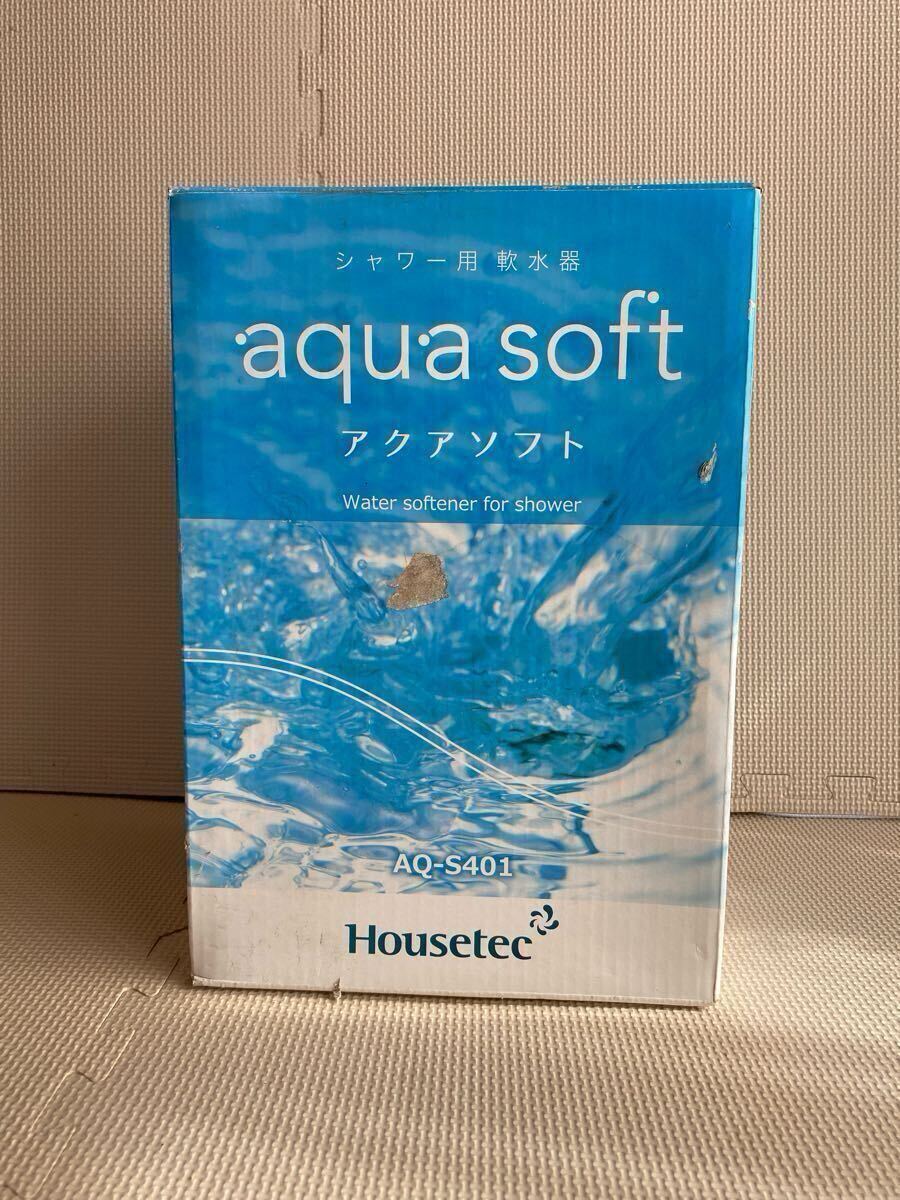 シャワー用 軟水器
aqua soft
アクアソフト
Water softener for shower
AQ-S401
Housetec